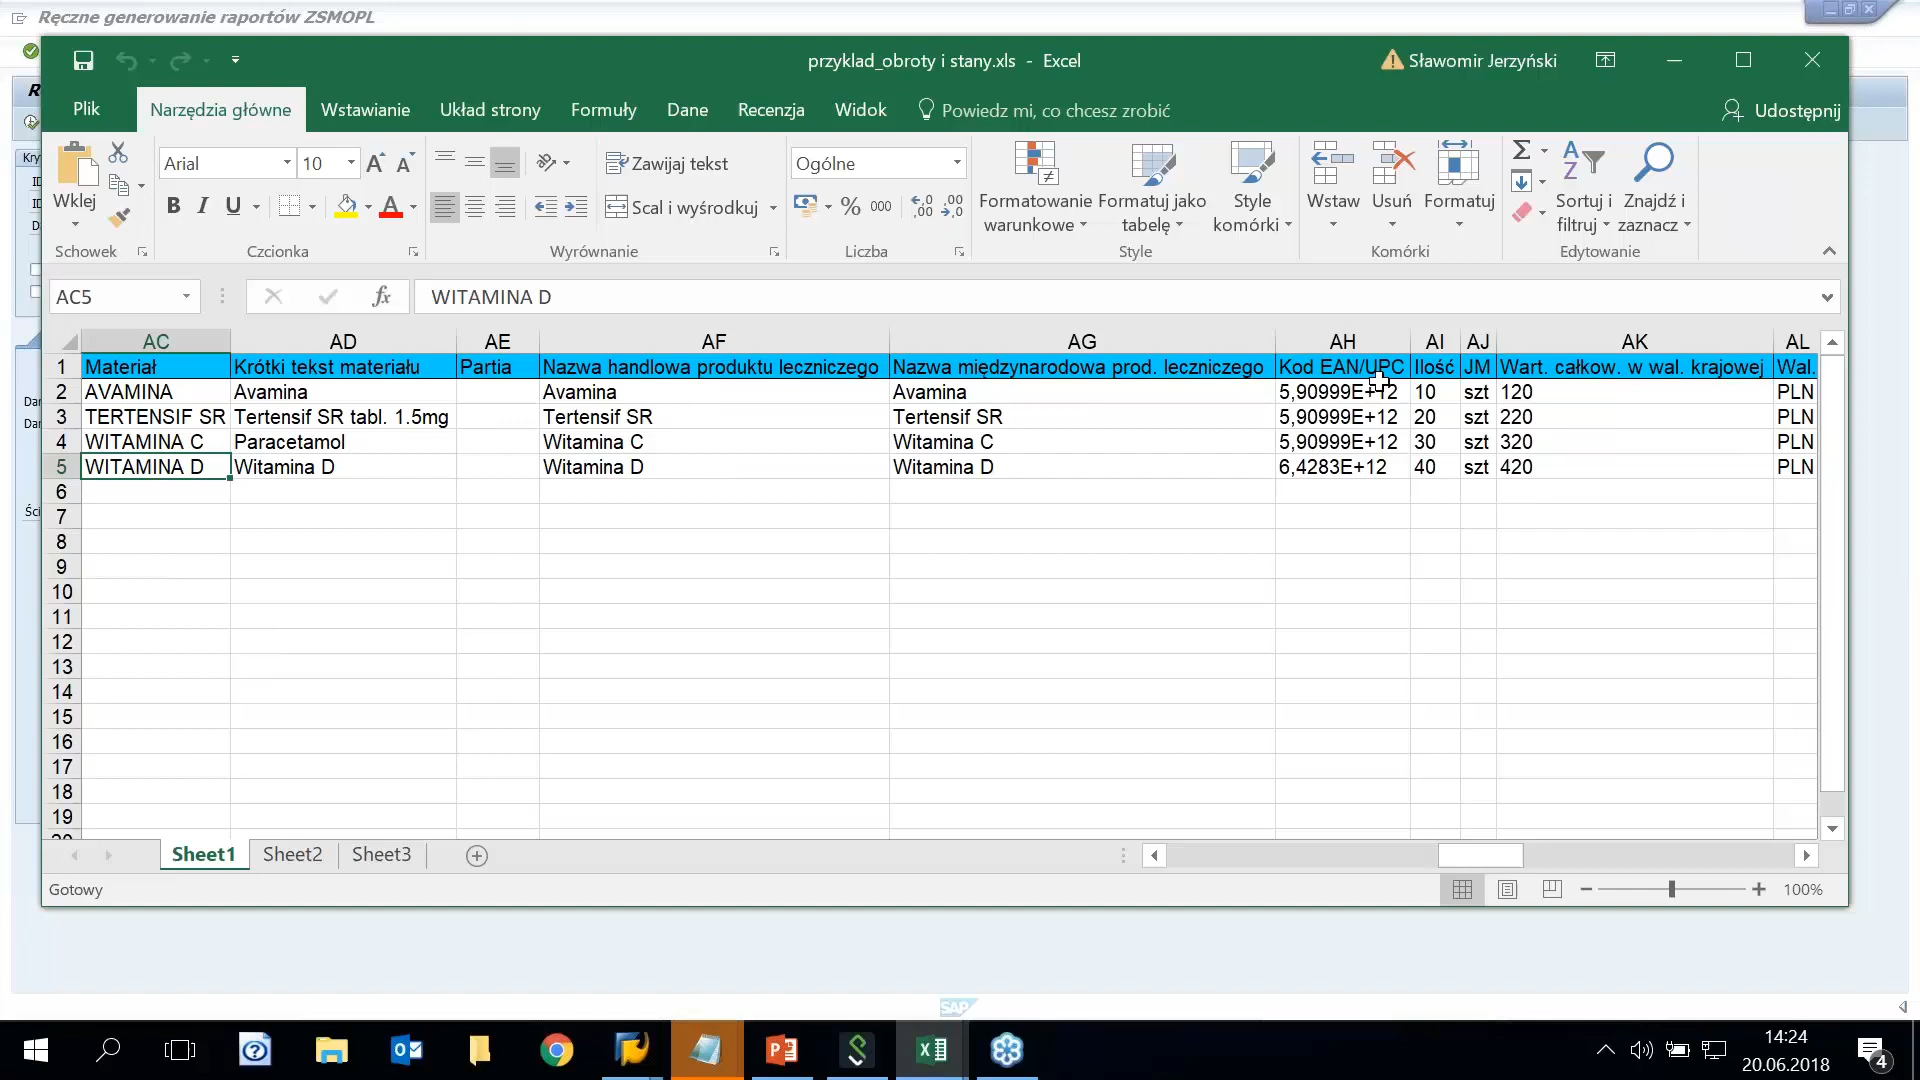 Ręczne generowanie raportów ZSMOPL
przyklad_obroty i stany.xls - Excel
Sławomir Jerzyński
Plik Narzędzia główne Wstawianie Układ strony Formuły Dane Recenzja Widok Powiedz mi, co chcesz zrobić Udostępnij
Wklej
Schowek
Arial 10
B I U A
Czcionka
Zawijaj tekst
Scal i wyśrodkuj
Wyrównanie
Ogólne
% 000
Liczba
Formatowanie warunkowe
Formatuj jako tabelę
Style komórki
Style
Wstaw Usuń Formatuj
Komórki
Sortuj i filtruj
Znajdź i zaznacz
Edytowanie
AC5 fx WITAMINA D
AC AD AE AF AG AH AI AJ AK AL
1 Materiał Krótki tekst materiału Partia Nazwa handlowa produktu leczniczego Nazwa międzynarodowa prod. leczniczego Kod EAN/UPC Ilość JM Wart. całkow. w wal. krajowej Wal.
2 AVAMINA Avamina Avamina Avamina 5,90999E+12 10 szt 120 PLN
3 TERTENSIF SR Tertensif SR tabl. 1.5mg Tertensif SR Tertensif SR 5,90999E+12 20 szt 220 PLN
4 WITAMINA C Paracetamol Witamina C Witamina C 5,90999E+12 30 szt 320 PLN
5 WITAMINA D Witamina D Witamina D Witamina D 6,4283E+12 40 szt 420 PLN
6
7
8
9
10
11
12
13
14
15
16
17
18
19
Sheet1 Sheet2 Sheet3
Gotowy 100%
SAP
14:24
20.06.2018
4